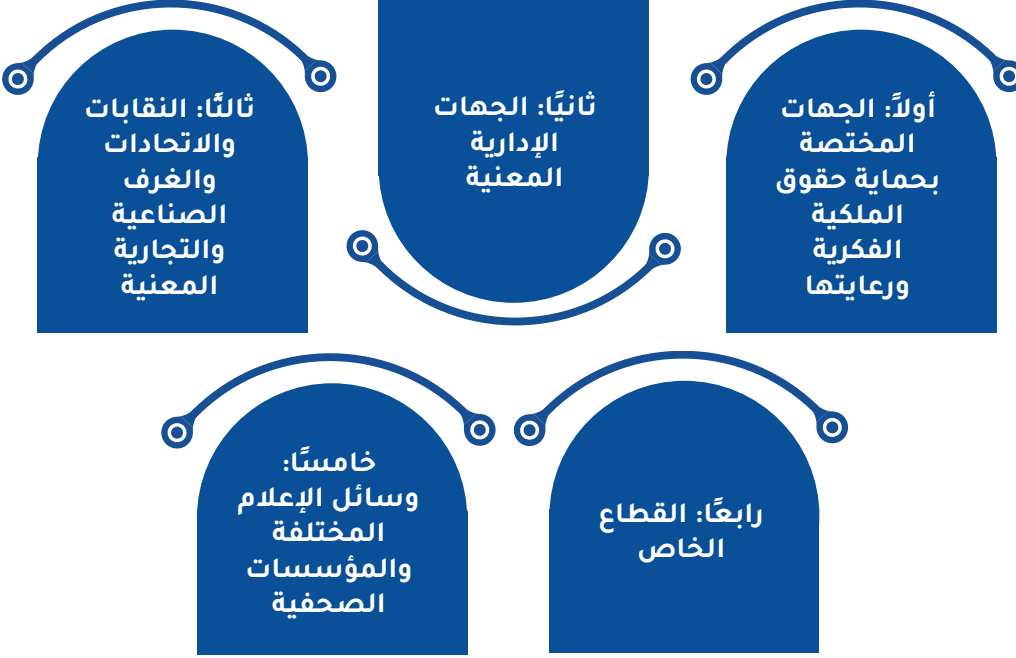 أولاً: الجهات
المختصة
بحماية حقوق
الملكية
الفكرية
ورعايتها
ثانيًا: الجهات
الإدارية
المعنية
ثالثًا: النقابات
والاتحادات
والغرف
الصناعية
والتجارية
المعنية
رابعًا: القطاع
الخاص
خامسًا:
وسائل الإعلام
المختلفة
والمؤسسات
الصحفية